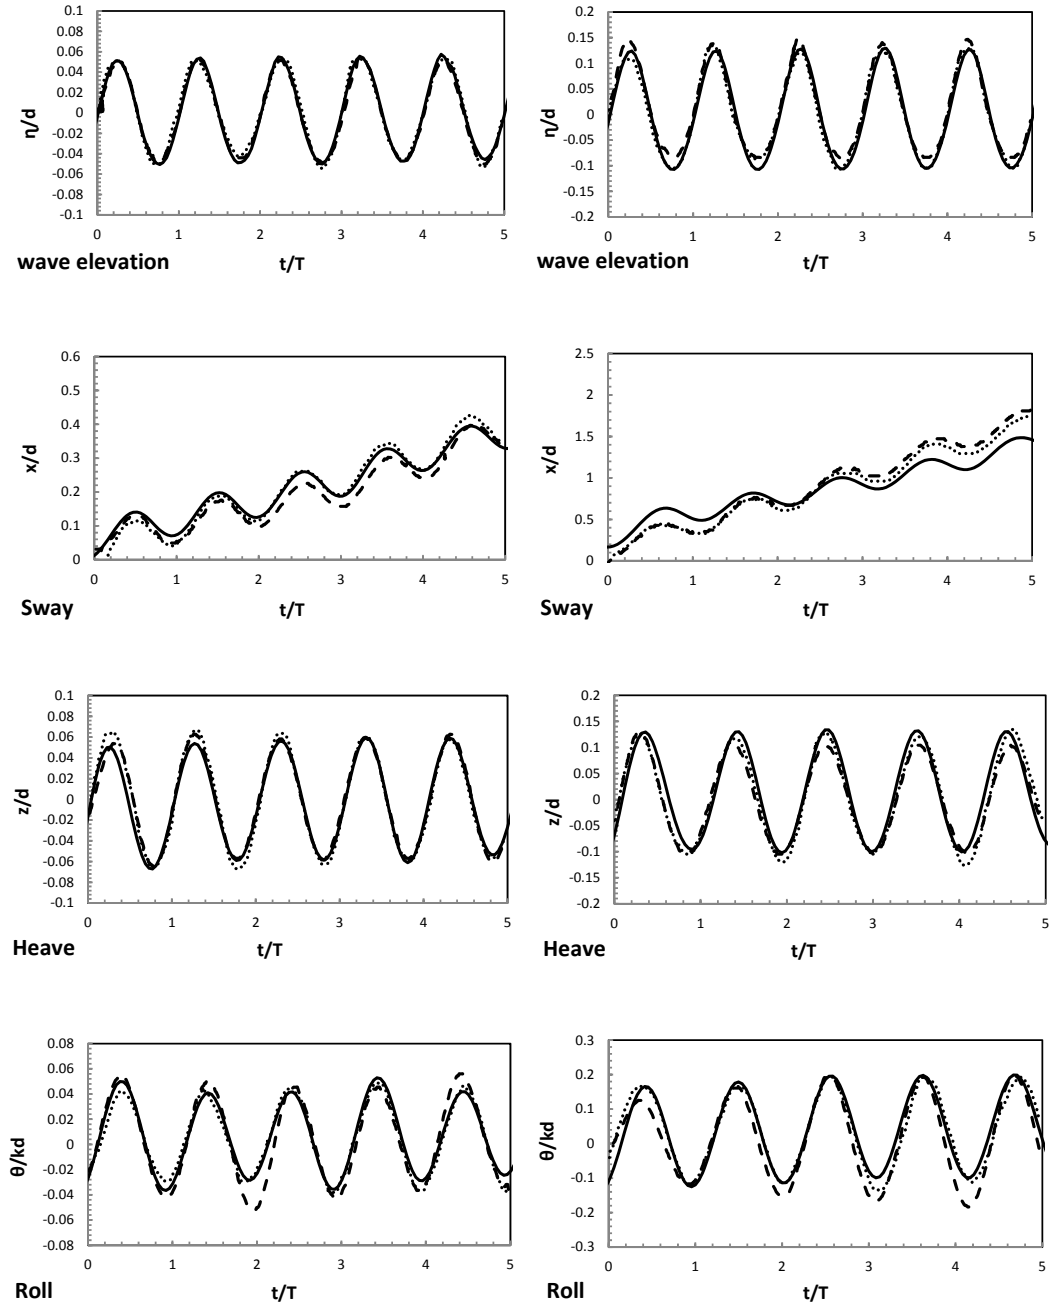 0.1
0.08
0.06
0.04
0.02
0
-0.02
-0.04
-0.06
-0.08
-0.1
η/d
0 1 2 3 4 5
wave elevation t/T
0.2
0.15
0.1
0.05
0
-0.05
-0.1
-0.15
-0.2
η/d
0 1 2 3 4 5
wave elevation t/T
0.6
0.5
0.4
0.3
0.2
0.1
0
x/d
0 1 2 3 4 5
Sway t/T
2.5
2
1.5
1
0.5
0
x/d
0 1 2 3 4 5
Sway t/T
0.1
0.08
0.06
0.04
0.02
0
-0.02
-0.04
-0.06
-0.08
-0.1
z/d
0 1 2 3 4 5
Heave t/T
0.2
0.15
0.1
0.05
0
-0.05
-0.1
-0.15
-0.2
z/d
0 1 2 3 4 5
Heave t/T
0.08
0.06
0.04
0.02
0
-0.02
-0.04
-0.06
-0.08
θ/kd
0 1 2 3 4 5
Roll t/T
0.3
0.2
0.1
0
-0.1
-0.2
-0.3
θ/kd
0 1 2 3 4 5
Roll t/T